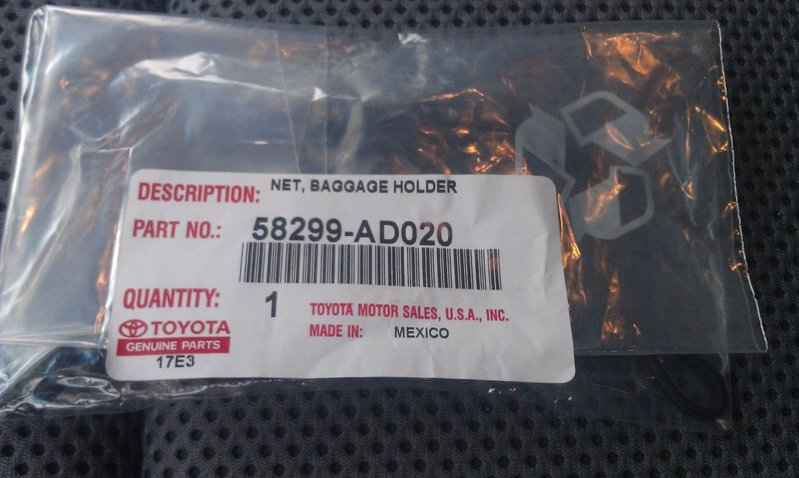 DESCRIPTION: NET, BAGGAGE HOLDER
PART NO.: 58299-AD020
QUANTITY: 1 TOYOTA MOTOR SALES, U.S.A., INC.
TOYOTA MADE IN: MEXICO
GENUINE PARTS
17E3